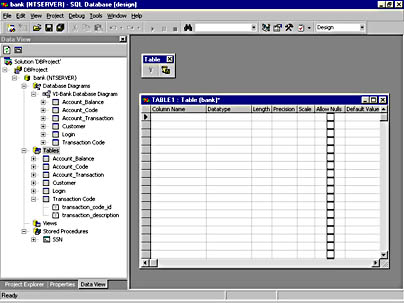 bank (NTSERVER) - SQL Database [design]
File Edit View Project Debug Tools Window Help
Design
Data View
Solution 'DBProject'
DBProject
bank (NTSERVER)
Database Diagrams
VI-Bank Database Diagram
Account_Balance
Account_Code
Account_Transaction
Customer
Login
Transaction Code
Tables
Account_Balance
Account_Code
Account_Transaction
Customer
Login
Transaction Code
transaction_code_id
transaction_description
Views
Stored Procedures
SSN
Project Explorer Properties Data View
Ready
Table
TABLE1 : Table (bank)*
Column Name Datatype Length Precision Scale Allow Nulls Default Value